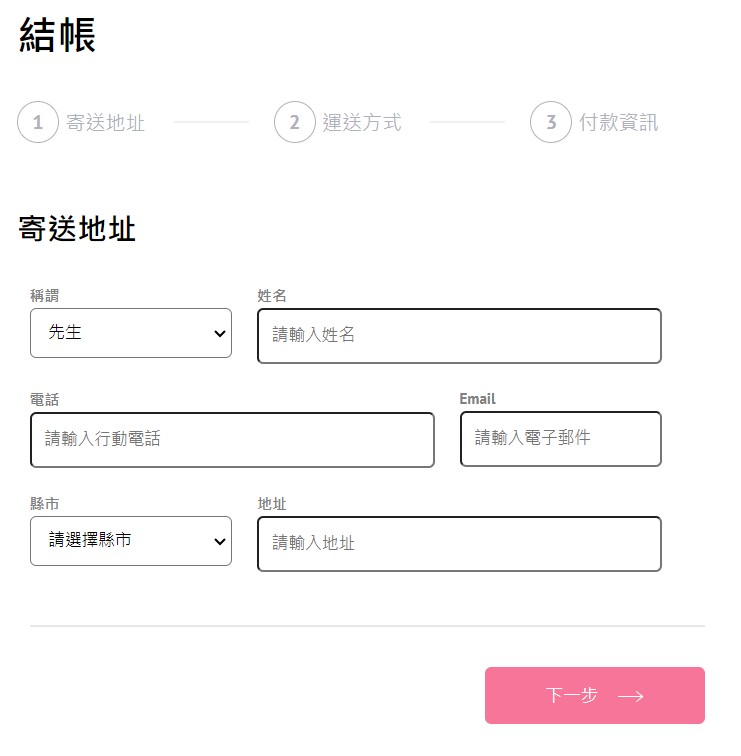 結帳
1 寄送地址 2 運送方式 3 付款資訊
寄送地址
稱謂 姓名
先生 請輸入姓名
電話 Email
請輸入行動電話 請輸入電子郵件
縣市 地址
請選擇縣市 請輸入地址
下一步